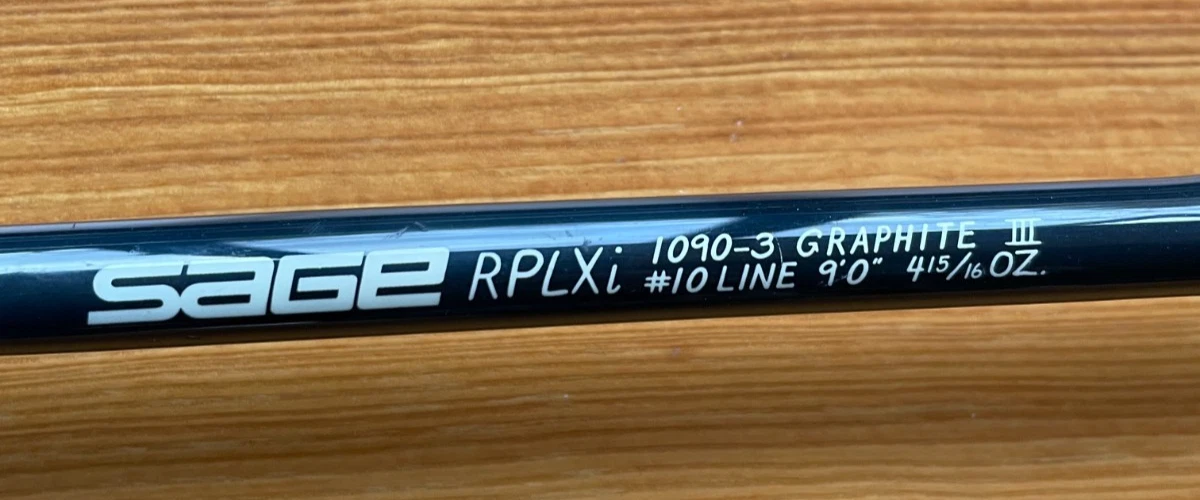 sage RPLXi 1090-3 GRAPHITE III
#10 LINE 9'0" 4 15/16 OZ.